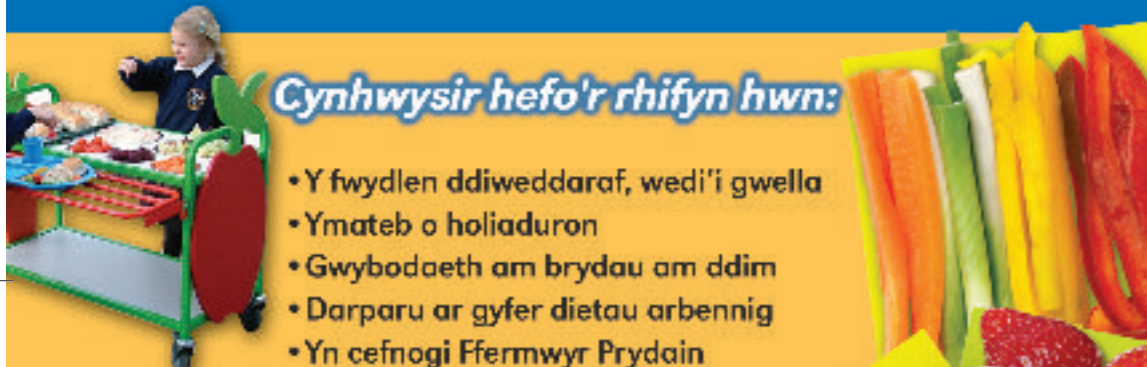 Cynhwysir hefo'r rhifyn hwn:
• Y fwydlen ddiweddaraf, wedi'i gwella
• Ymateb o holiaduron
• Gwybodaeth am brydau am ddim
• Darparu ar gyfer dietau arbennig
• Yn cefnogi Ffermwyr Prydain